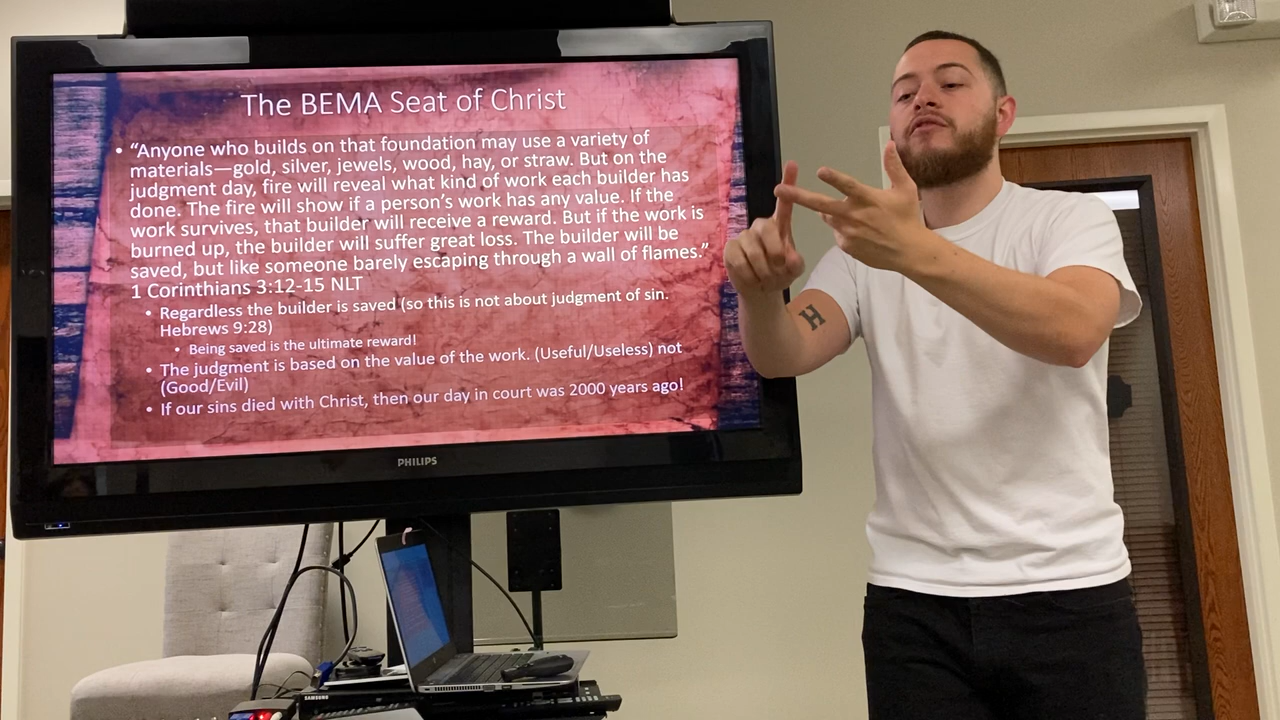 The BEMA Seat of Christ
• “Anyone who builds on that foundation may use a variety of
materials—gold, silver, jewels, wood, hay, or straw. But on the
judgment day, fire will reveal what kind of work each builder has
done. The fire will show if a person’s work has any value. If the
work survives, that builder will receive a reward. But if the work is
burned up, the builder will suffer great loss. The builder will be
saved, but like someone barely escaping through a wall of flames.”
1 Corinthians 3:12-15 NLT
• Regardless the builder is saved (so this is not about judgment of sin.
Hebrews 9:28)
• Being saved is the ultimate reward!
• The judgment is based on the value of the work. (Useful/Useless) not
(Good/Evil)
• If our sins died with Christ, then our day in court was 2000 years ago!
PHILIPS
H
SAMSUNG